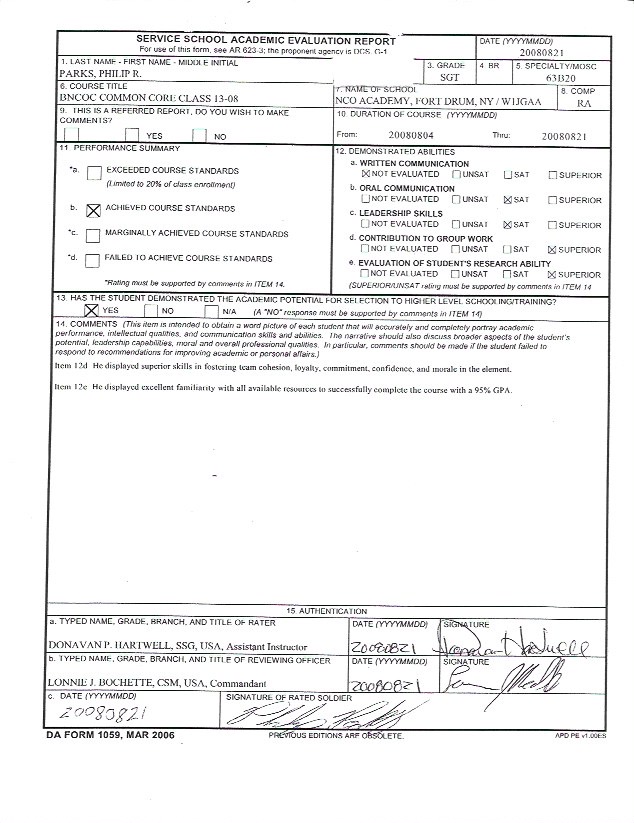 SERVICE SCHOOL ACADEMIC EVALUATION REPORT
For use of this form, see AR 623-3; the proponent agency is DCS, G-1
DATE (YYYYMMDD)
20080821
1. LAST NAME - FIRST NAME - MIDDLE INITIAL
PARKS, PHILIP R.
3. GRADE
SGT
4. BR
5. SPECIALTY/MOSC
63B20
6. COURSE TITLE
BNCOC COMMON CORE CLASS 13-08
7. NAME OF SCHOOL
NCO ACADEMY, FORT DRUM, NY / WIJGAA
8. COMP
RA
9. THIS IS A REFERRED REPORT, DO YOU WISH TO MAKE
COMMENTS?
YES NO
10. DURATION OF COURSE (YYYYMMDD)
From: 20080804 Thru: 20080821
11 PERFORMANCE SUMMARY
*a. EXCEEDED COURSE STANDARDS
(Limited to 20% of class enrollment)
b. ACHIEVED COURSE STANDARDS
*c. MARGINALLY ACHIEVED COURSE STANDARDS
*d. FAILED TO ACHIEVE COURSE STANDARDS
*Rating must be supported by comments in ITEM 14.
12. DEMONSTRATED ABILITIES
a. WRITTEN COMMUNICATION
NOT EVALUATED UNSAT SAT SUPERIOR
b. ORAL COMMUNICATION
NOT EVALUATED UNSAT SAT SUPERIOR
c. LEADERSHIP SKILLS
NOT EVALUATED UNSAT SAT SUPERIOR
d. CONTRIBUTION TO GROUP WORK
NOT EVALUATED UNSAT SAT SUPERIOR
e. EVALUATION OF STUDENT'S RESEARCH ABILITY
NOT EVALUATED UNSAT SAT SUPERIOR
(SUPERIOR/UNSAT rating must be supported by comments in ITEM 14
13. HAS THE STUDENT DEMONSTRATED THE ACADEMIC POTENTIAL FOR SELECTION TO HIGHER LEVEL SCHOOLING/TRAINING?
YES NO N/A (A "NO" response must be supported by comments in ITEM 14)
14. COMMENTS (This item is intended to obtain a word picture of each student that will accurately and completely portray academic
performance, intellectual qualities, and communication skills and abilities. The narrative should also discuss broader aspects of the student's
potential, leadership capabilities, moral and overall professional qualities. In particular, comments should be made if the student failed to
respond to recommendations for improving academic or personal affairs.)
Item 12d He displayed superior skills in fostering team cohesion, loyalty, commitment, confidence, and morale in the element.
Item 12e He displayed excellent familiarity with all available resources to successfully complete the course with a 95% GPA.
15. AUTHENTICATION
a. TYPED NAME, GRADE, BRANCH, AND TITLE OF RATER
DONAVAN P. HARTWELL, SSG, USA, Assistant Instructor
DATE (YYYYMMDD)
20080821
SIGNATURE
b. TYPED NAME, GRADE, BRANCH, AND TITLE OF REVIEWING OFFICER
LONNIE J. BOCHETTE, CSM, USA, Commandant
DATE (YYYYMMDD)
20080821
SIGNATURE
c. DATE (YYYYMMDD)
20080821
SIGNATURE OF RATED SOLDIER
DA FORM 1059, MAR 2006
PREVIOUS EDITIONS ARE OBSOLETE.
APD PE v1.00ES